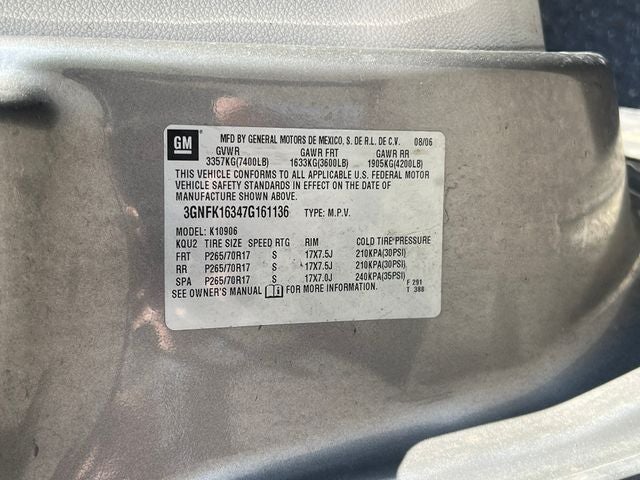 GM MFD BY GENERAL MOTORS DE MEXICO, S. DE R.L. DE C.V. 08/06
GVWR GAWR FRT GAWR RR
3357KG(7400LB) 1633KG(3600LB) 1905KG(4200LB)
THIS VEHICLE CONFORMS TO ALL APPLICABLE U.S. FEDERAL MOTOR
VEHICLE SAFETY STANDARDS IN EFFECT ON THE DATE OF
MANUFACTURE SHOWN ABOVE.
3GNFK16347G161136 TYPE: M.P.V.
MODEL: K10906
KQU2 TIRE SIZE SPEED RTG RIM COLD TIRE PRESSURE
FRT P265/70R17 S 17X7.5J 210KPA(30PSI)
RR P265/70R17 S 17X7.5J 210KPA(30PSI)
SPA P265/70R17 S 17X7.0J 240KPA(35PSI)
SEE OWNER'S MANUAL FOR MORE INFORMATION.
F 291
T 388